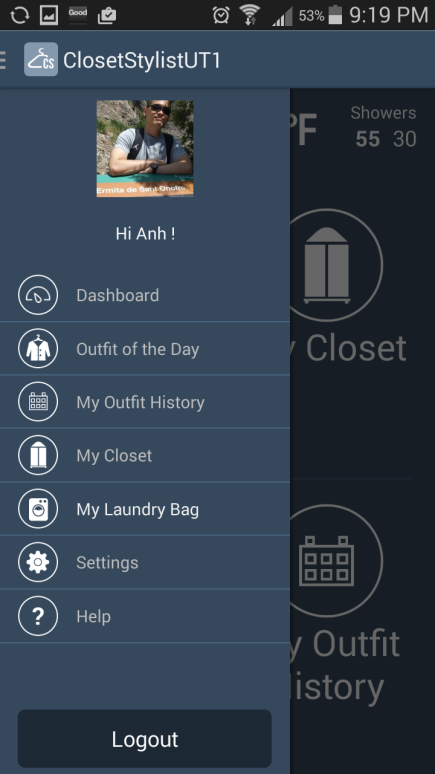 Good
53%
9:19 PM
CS
ClosetStylistUT1
Ermita de Sant Onofre
Hi Anh !
°F
Showers
55 30
Dashboard
Outfit of the Day
My Outfit History
My Closet
My Laundry Bag
Settings
?
Help
Logout
y Closet
y Outfit
istory